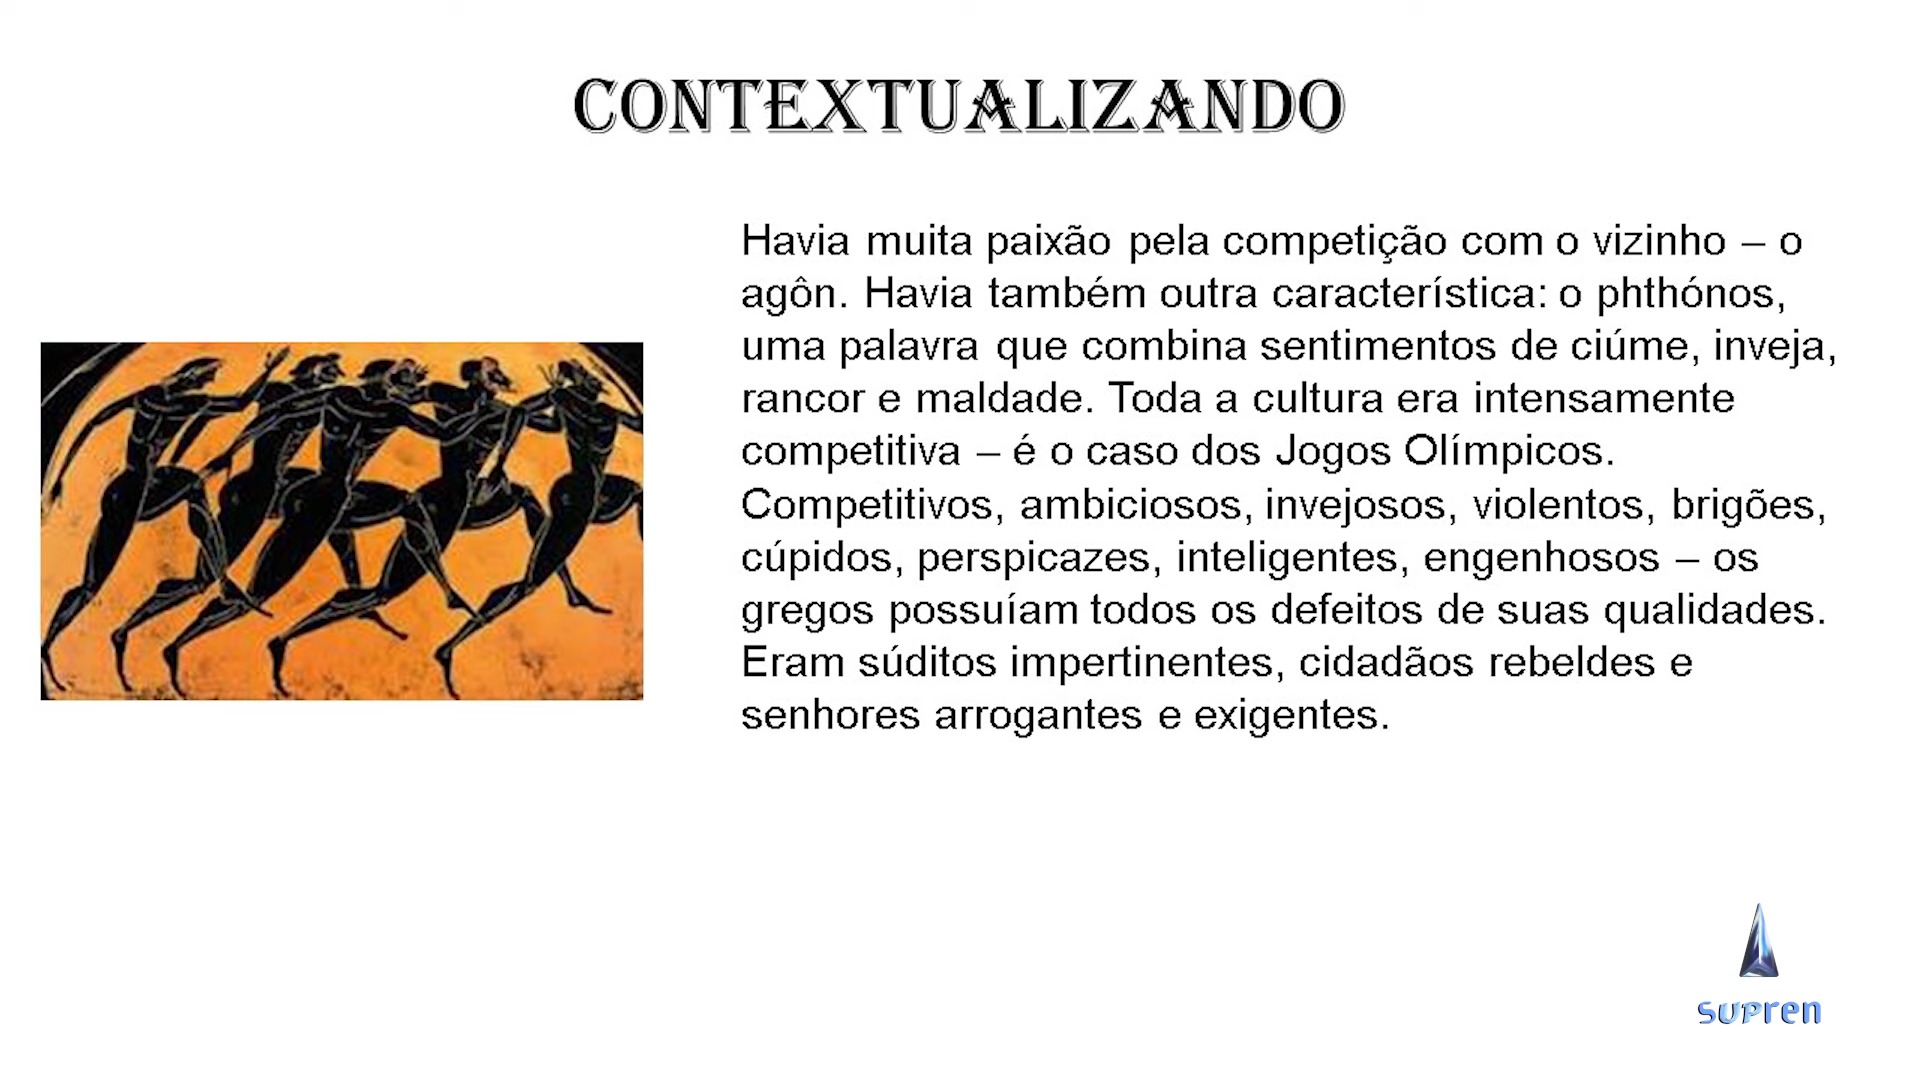 CONTEXTUALIZANDO
Havia muita paixão pela competição com o vizinho – o
agôn. Havia também outra característica: o phthónos,
uma palavra que combina sentimentos de ciúme, inveja,
rancor e maldade. Toda a cultura era intensamente
competitiva – é o caso dos Jogos Olímpicos.
Competitivos, ambiciosos, invejosos, violentos, brigões,
cúpidos, perspicazes, inteligentes, engenhosos – os
gregos possuíam todos os defeitos de suas qualidades.
Eram súditos impertinentes, cidadãos rebeldes e
senhores arrogantes e exigentes.
supren